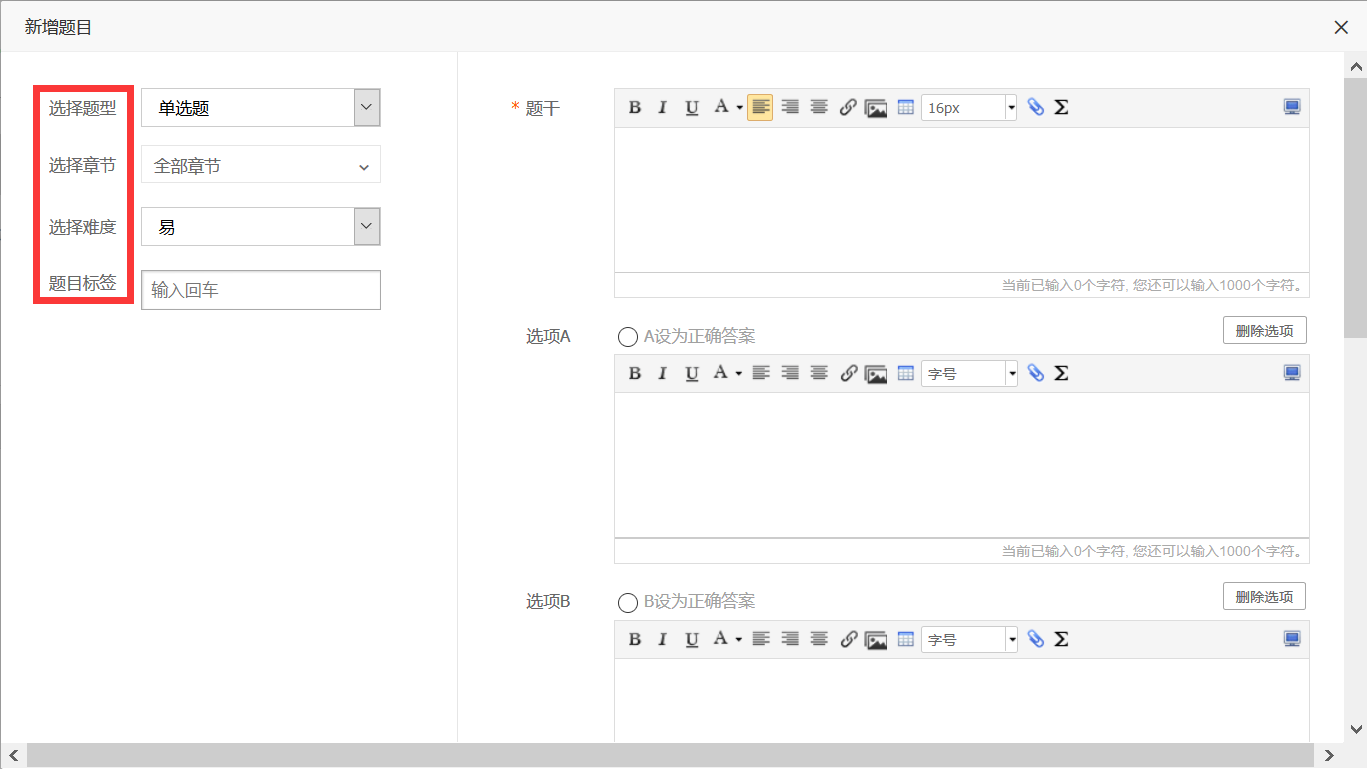 新增题目
选择题型 单选题
选择章节 全部章节
选择难度 易
题目标签 输入回车
* 题干
B I U A 16px Σ
当前已输入0个字符, 您还可以输入1000个字符。
选项A A设为正确答案 删除选项
B I U A 字号 Σ
当前已输入0个字符, 您还可以输入1000个字符。
选项B B设为正确答案 删除选项
B I U A 字号 Σ